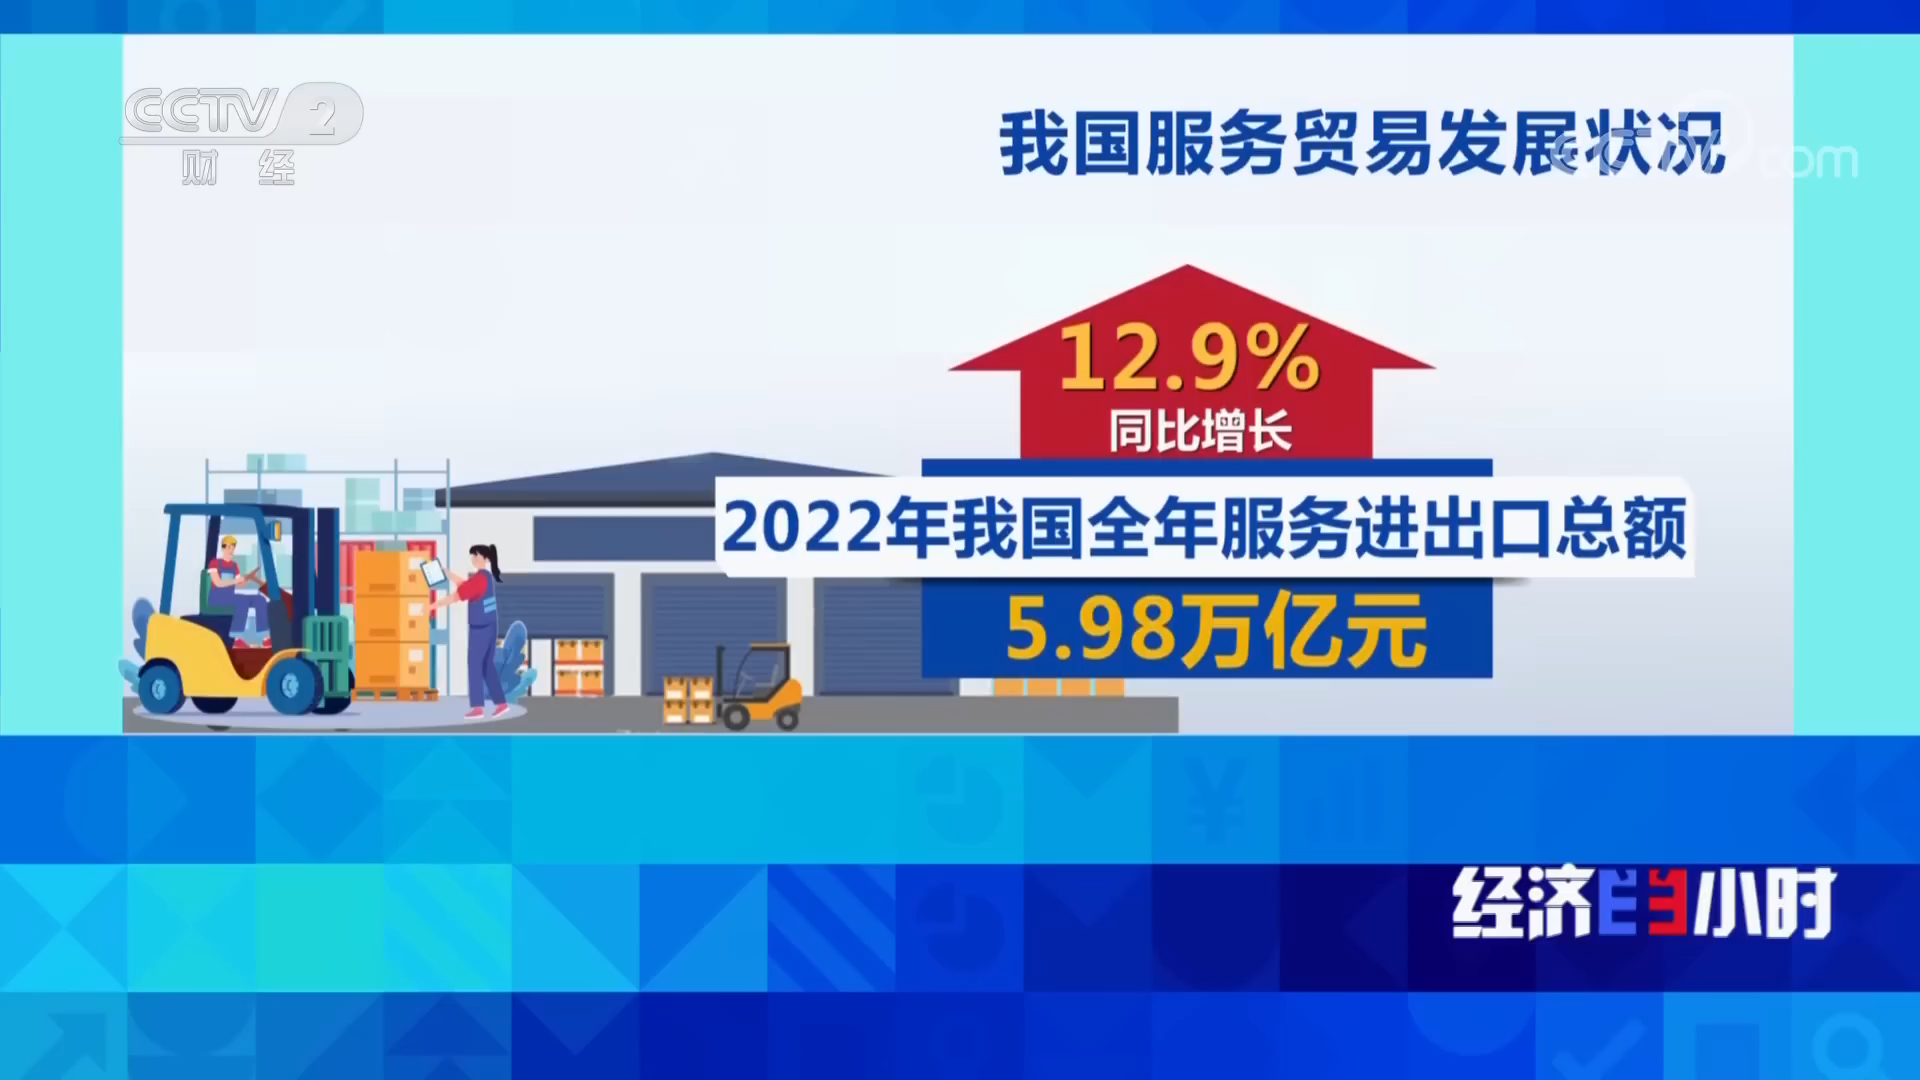 CCTV 2
财 经
我国服务贸易发展状况
cctv.com
12.9%
同比增长
2022年我国全年服务进出口总额
5.98万亿元
经济半小时